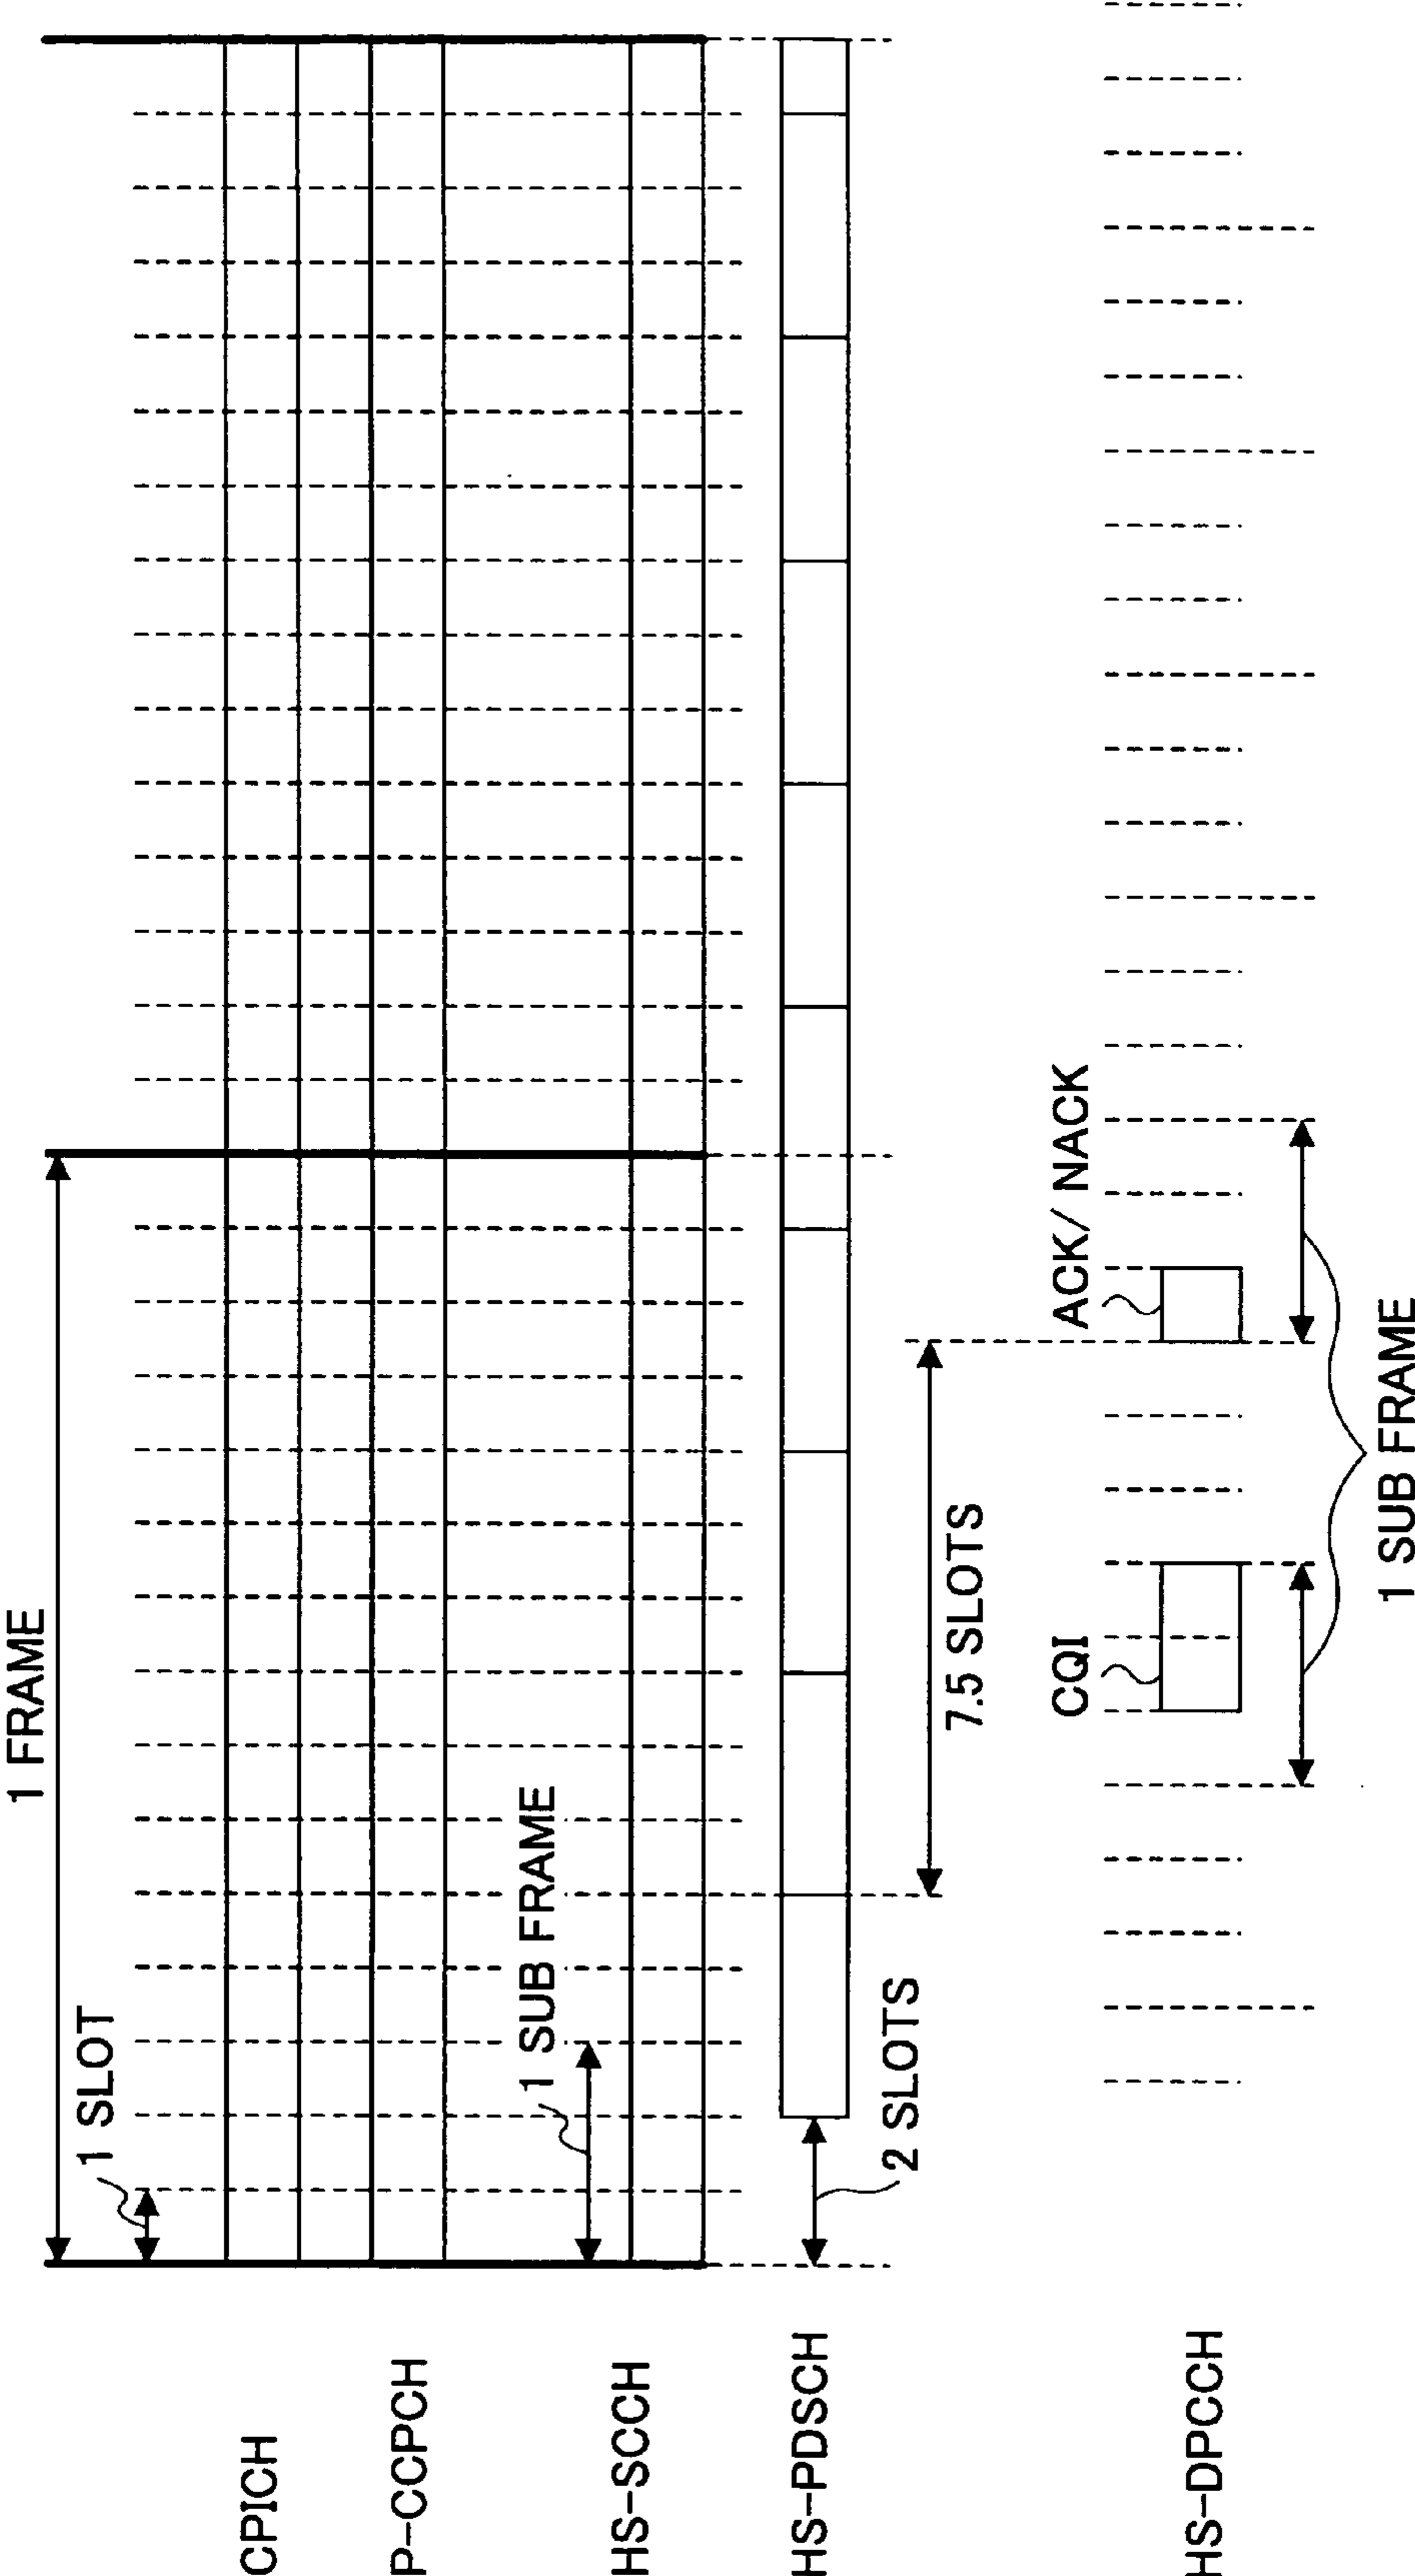 1 FRAME
1 SLOT
CPICH
P-CCPCH
1 SUB FRAME
HS-SCCH
HS-PDSCH
2 SLOTS
7.5 SLOTS
CQI
ACK/ NACK
HS-DPCCH
1 SUB FRAME